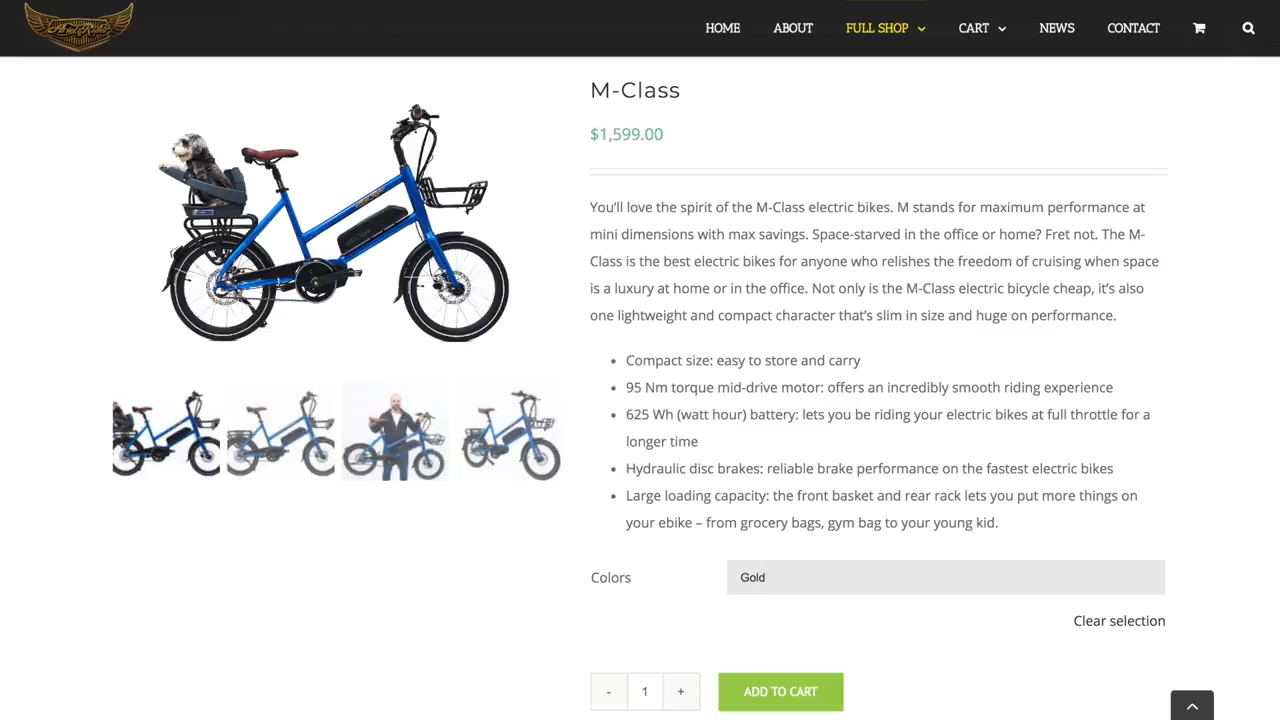 Ariel Rider
HOME ABOUT FULL SHOP CART NEWS CONTACT
M-Class
$1,599.00
You’ll love the spirit of the M-Class electric bikes. M stands for maximum performance at
mini dimensions with max savings. Space-starved in the office or home? Fret not. The M-
Class is the best electric bikes for anyone who relishes the freedom of cruising when space
is a luxury at home or in the office. Not only is the M-Class electric bicycle cheap, it’s also
one lightweight and compact character that’s slim in size and huge on performance.
• Compact size: easy to store and carry
• 95 Nm torque mid-drive motor: offers an incredibly smooth riding experience
• 625 Wh (watt hour) battery: lets you be riding your electric bikes at full throttle for a
longer time
• Hydraulic disc brakes: reliable brake performance on the fastest electric bikes
• Large loading capacity: the front basket and rear rack lets you put more things on
your ebike – from grocery bags, gym bag to your young kid.
Colors Gold
Clear selection
- 1 + ADD TO CART